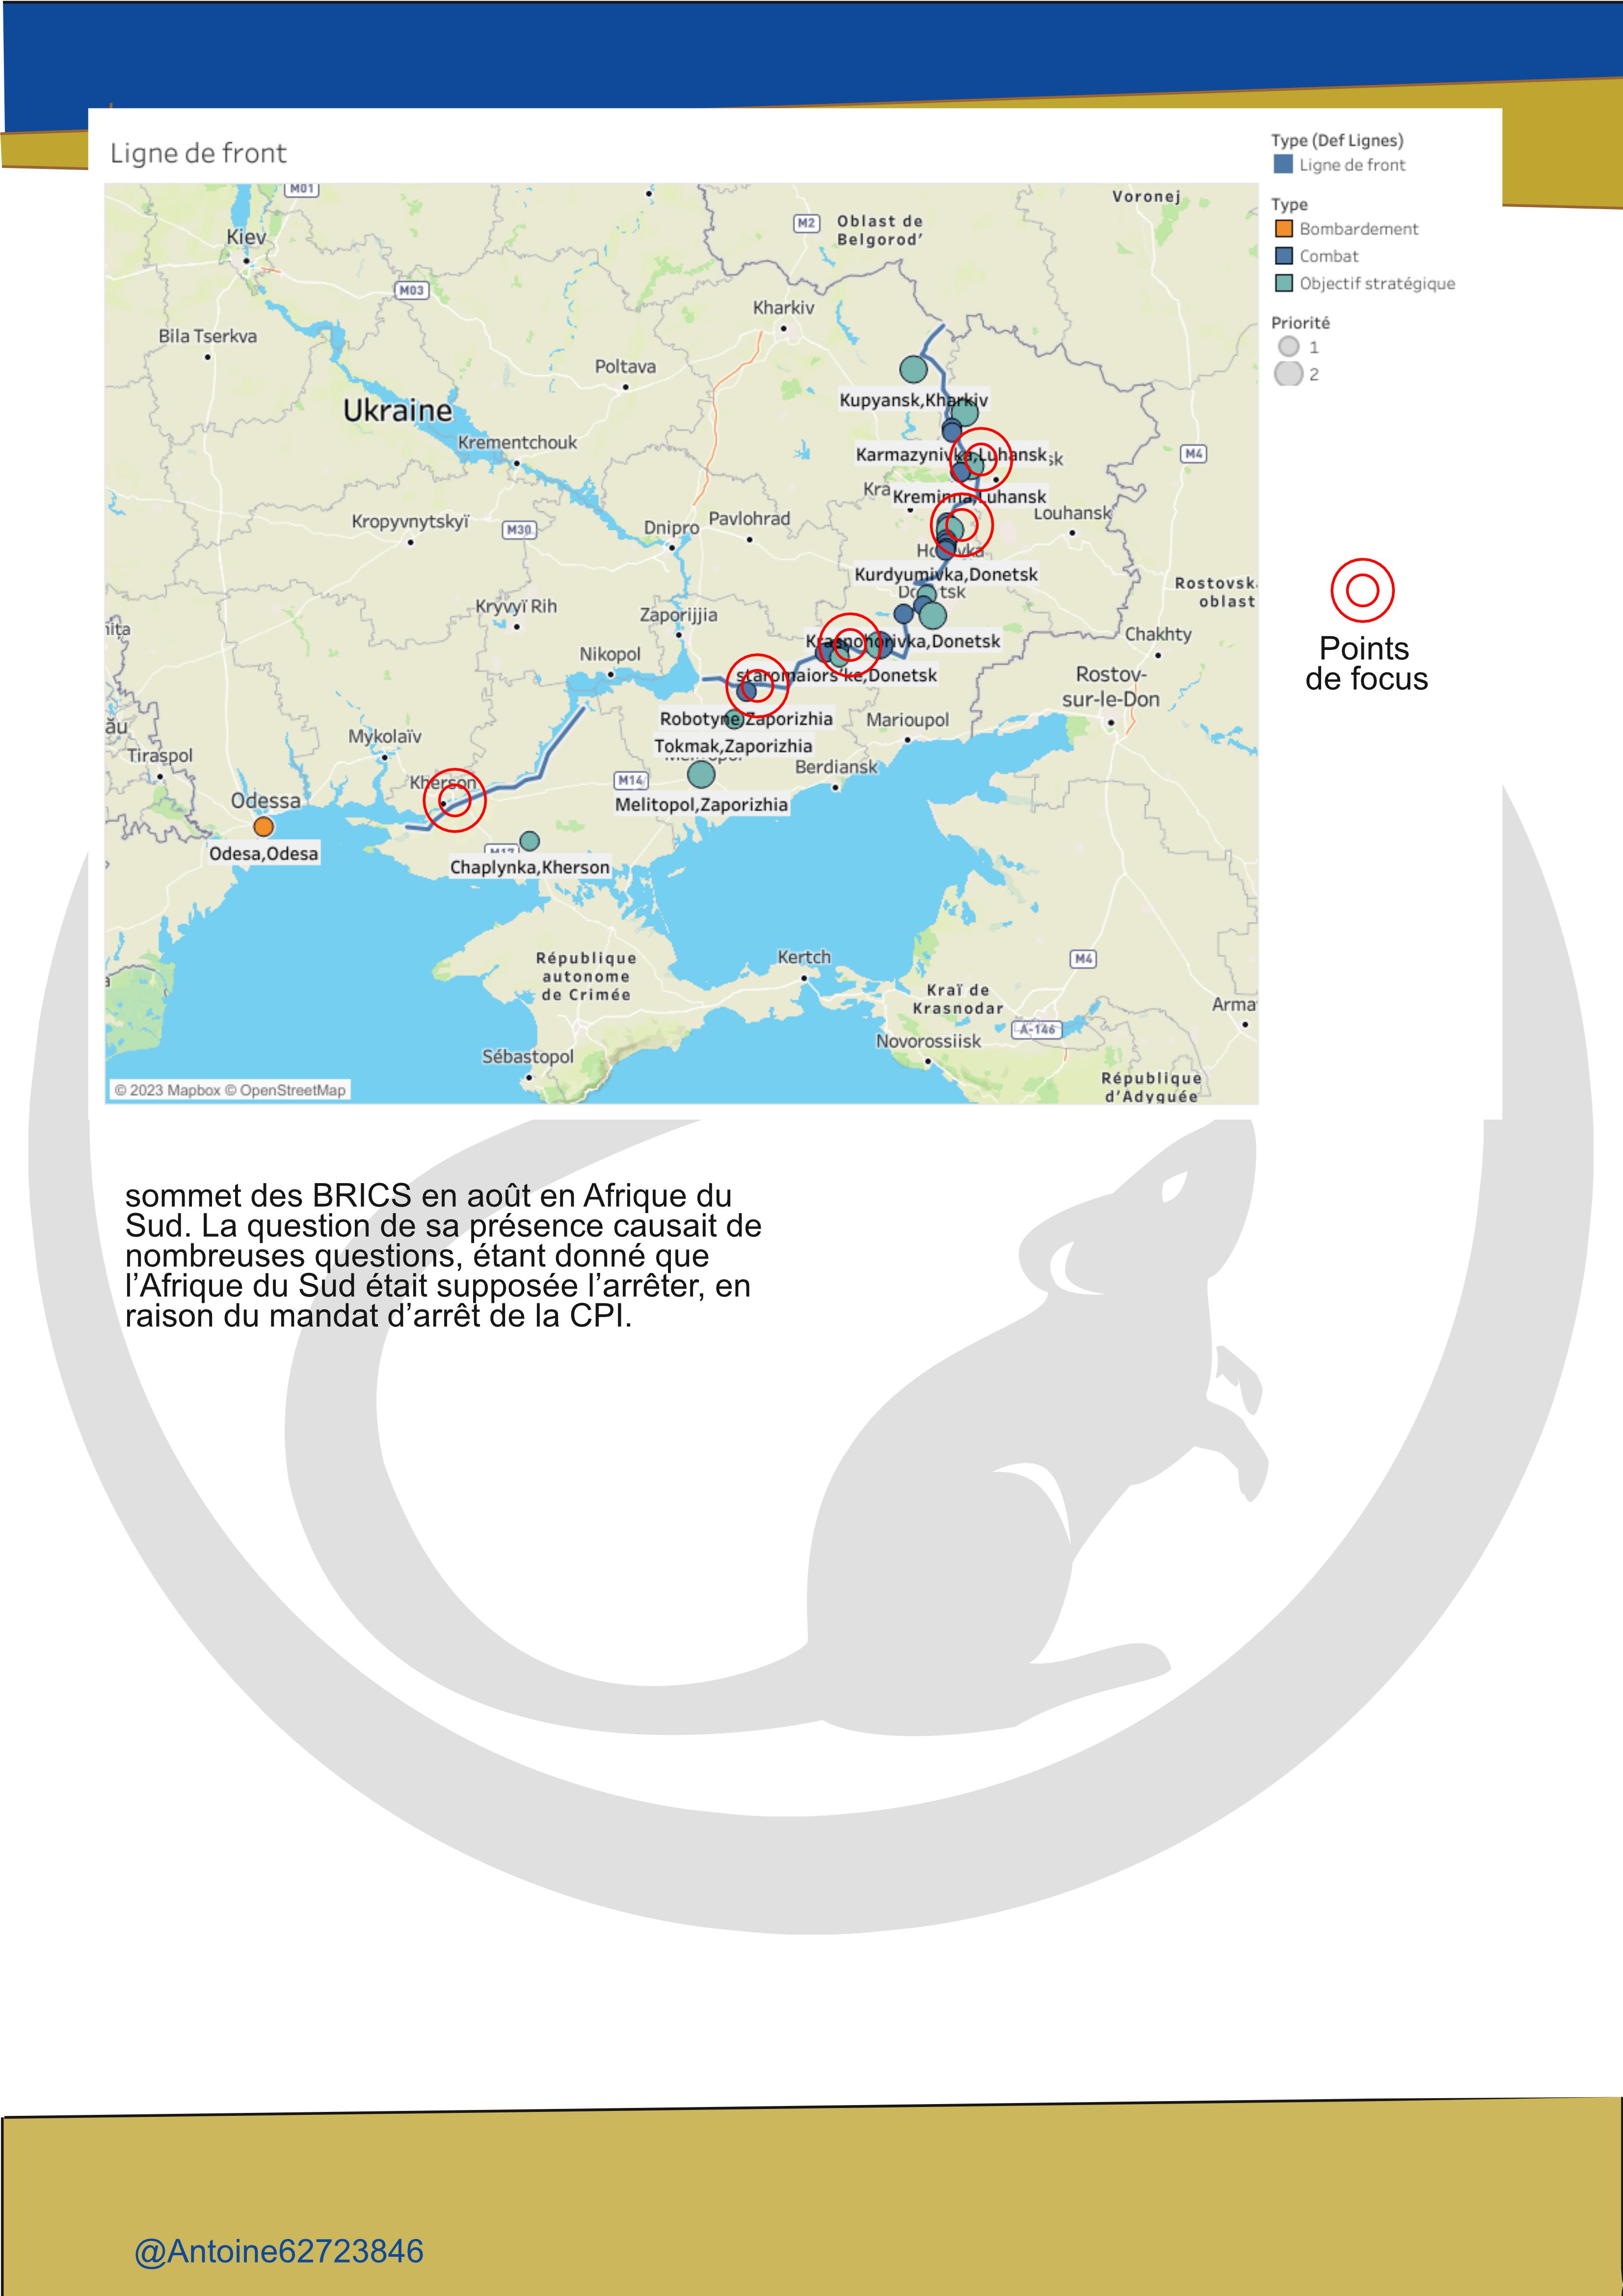 Ligne de front
Type (Def Lignes)
Ligne de front
Type
Bombardement
Combat
Objectif stratégique
Priorité
1
2
M01
Voronej
M2
Oblast de
Belgorod'
Kiev
M03
Kharkiv
Bila Tserkva
Poltava
Ukraine
Kupyansk,Kharkiv
Krementchouk
Karmazynivka,Luhansk
M4
Kreminna,Luhansk
Louhansk
Kropyvnytskyï
M30
Dnipro
Pavlohrad
Kurdyumivka,Donetsk
Rostovsk
oblast
Kryvyï Rih
Zaporijjia
Krasnohorivka,Donetsk
Chakhty
Nikopol
staromaiors'ke,Donetsk
Rostov-
sur-le-Don
Robotyne,Zaporizhia
Marioupol
Mykolaïv
Tokmak,Zaporizhia
Tiraspol
Berdiansk
Kherson
M14
Odessa
Melitopol,Zaporizhia
Odesa,Odesa
M17
Chaplynka,Kherson
République
autonome
de Crimée
Kertch
M4
Kraï de
Krasnodar
Arma
A-146
Novorossiisk
Sébastopol
République
d'Adyguée
© 2023 Mapbox © OpenStreetMap
Points
de focus
sommet des BRICS en août en Afrique du
Sud. La question de sa présence causait de
nombreuses questions, étant donné que
l’Afrique du Sud était supposée l’arrêter, en
raison du mandat d’arrêt de la CPI.
@Antoine62723846